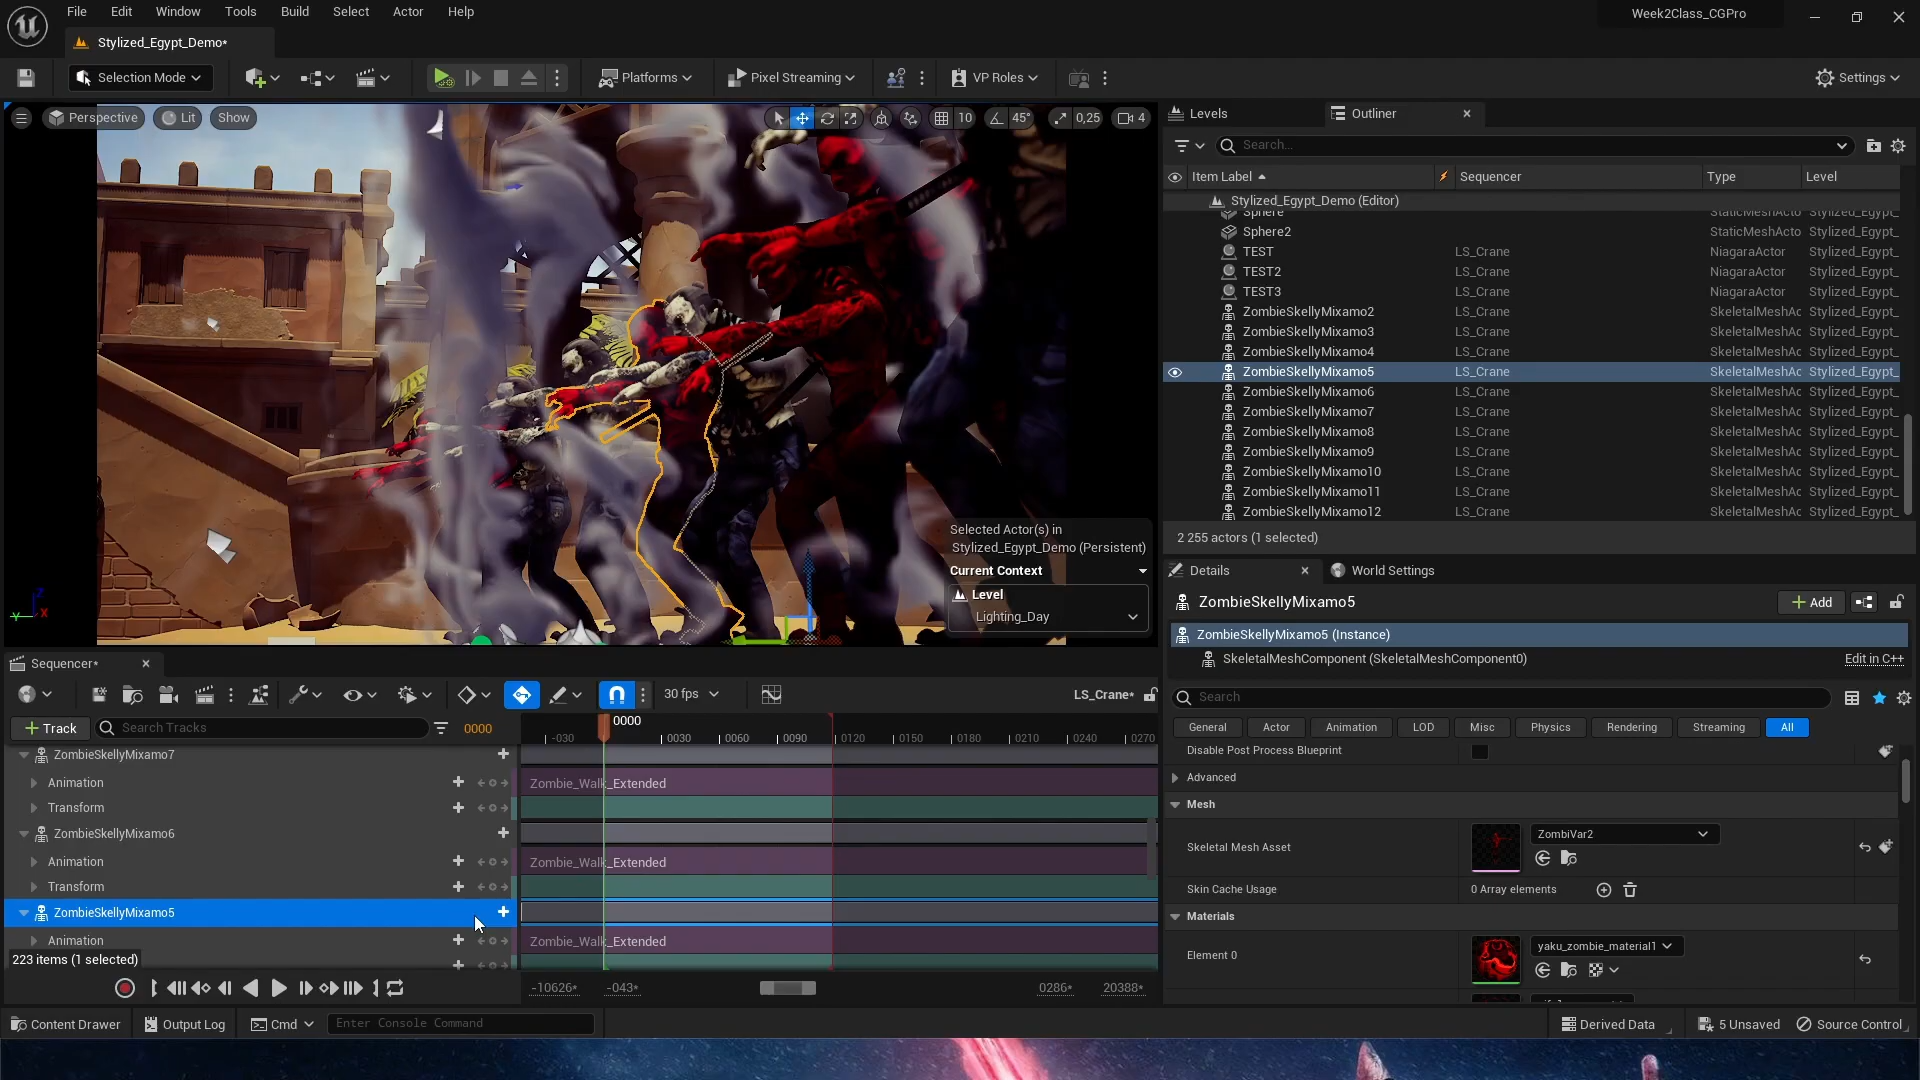 File Edit Window Tools Build Select Actor Help
Week2Class_CGPro
Stylized_Egypt_Demo*
Selection Mode
Platforms
Pixel Streaming
VP Roles
Settings
Perspective
Lit
Show
10
45°
0,25
4
Selected Actor(s) in
Stylized_Egypt_Demo (Persistent)
Current Context
Level
Lighting_Day
Levels
Outliner
Search...
Item Label Sequencer Type Level
Stylized_Egypt_Demo (Editor)
Sphere StaticMeshActo Stylized_Egypt_
Sphere2 StaticMeshActo Stylized_Egypt_
TEST LS_Crane NiagaraActor Stylized_Egypt_
TEST2 LS_Crane NiagaraActor Stylized_Egypt_
TEST3 LS_Crane NiagaraActor Stylized_Egypt_
ZombieSkellyMixamo2 LS_Crane SkeletalMeshAc Stylized_Egypt_
ZombieSkellyMixamo3 LS_Crane SkeletalMeshAc Stylized_Egypt_
ZombieSkellyMixamo4 LS_Crane SkeletalMeshAc Stylized_Egypt_
ZombieSkellyMixamo5 LS_Crane SkeletalMeshAc Stylized_Egypt_
ZombieSkellyMixamo6 LS_Crane SkeletalMeshAc Stylized_Egypt_
ZombieSkellyMixamo7 LS_Crane SkeletalMeshAc Stylized_Egypt_
ZombieSkellyMixamo8 LS_Crane SkeletalMeshAc Stylized_Egypt_
ZombieSkellyMixamo9 LS_Crane SkeletalMeshAc Stylized_Egypt_
ZombieSkellyMixamo10 LS_Crane SkeletalMeshAc Stylized_Egypt_
ZombieSkellyMixamo11 LS_Crane SkeletalMeshAc Stylized_Egypt_
ZombieSkellyMixamo12 LS_Crane SkeletalMeshAc Stylized_Egypt_
2 255 actors (1 selected)
Details
World Settings
ZombieSkellyMixamo5
Add
ZombieSkellyMixamo5 (Instance)
SkeletalMeshComponent (SkeletalMeshComponent0)
Edit in C++
Search
General Actor Animation LOD Misc Physics Rendering Streaming All
Disable Post Process Blueprint
Advanced
Mesh
Skeletal Mesh Asset
ZombiVar2
Skin Cache Usage 0 Array elements
Materials
Element 0
yaku_zombie_material1
Sequencer*
30 fps
LS_Crane*
Track
Search Tracks
0000
0000
-030 0030 0060 0090 0120 0150 0180 0210 0240 0270
ZombieSkellyMixamo7
Animation
Zombie_Walk_Extended
Transform
ZombieSkellyMixamo6
Animation
Zombie_Walk_Extended
Transform
ZombieSkellyMixamo5
Animation
Zombie_Walk_Extended
223 items (1 selected)
-10626* -043* 0286* 20388*
Content Drawer
Output Log
Cmd
Enter Console Command
Derived Data
5 Unsaved
Source Control